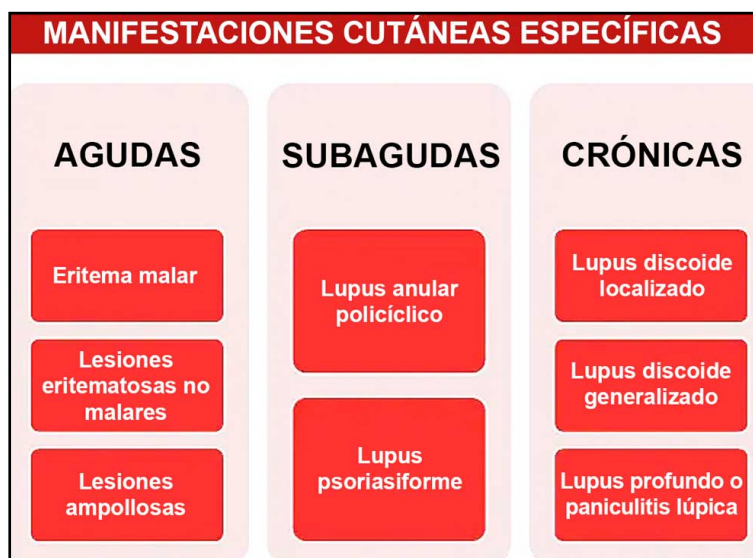 MANIFESTACIONES CUTÁNEAS ESPECÍFICAS
AGUDAS
Eritema malar
Lesiones
eritematosas no
malares
Lesiones
ampollosas
SUBAGUDAS
Lupus anular
policíclico
Lupus
psoriasiforme
CRÓNICAS
Lupus discoide
localizado
Lupus discoide
generalizado
Lupus profundo o
paniculitis lúpica